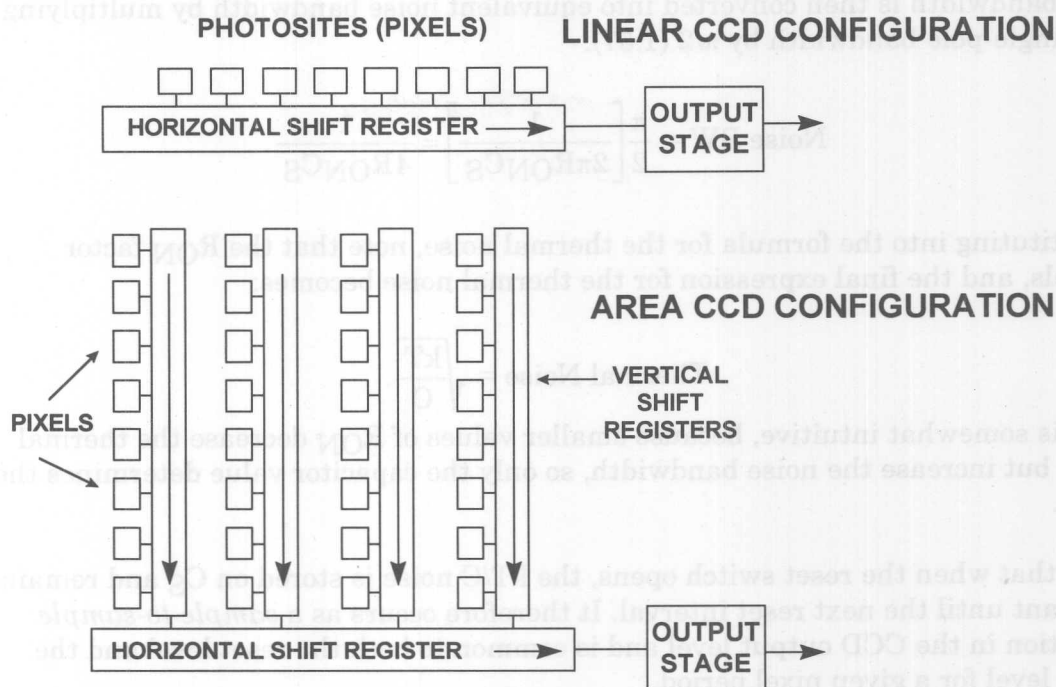 PHOTOSITES (PIXELS)
LINEAR CCD CONFIGURATION
HORIZONTAL SHIFT REGISTER
OUTPUT
STAGE
AREA CCD CONFIGURATION
PIXELS
VERTICAL
SHIFT
REGISTERS
HORIZONTAL SHIFT REGISTER
OUTPUT
STAGE